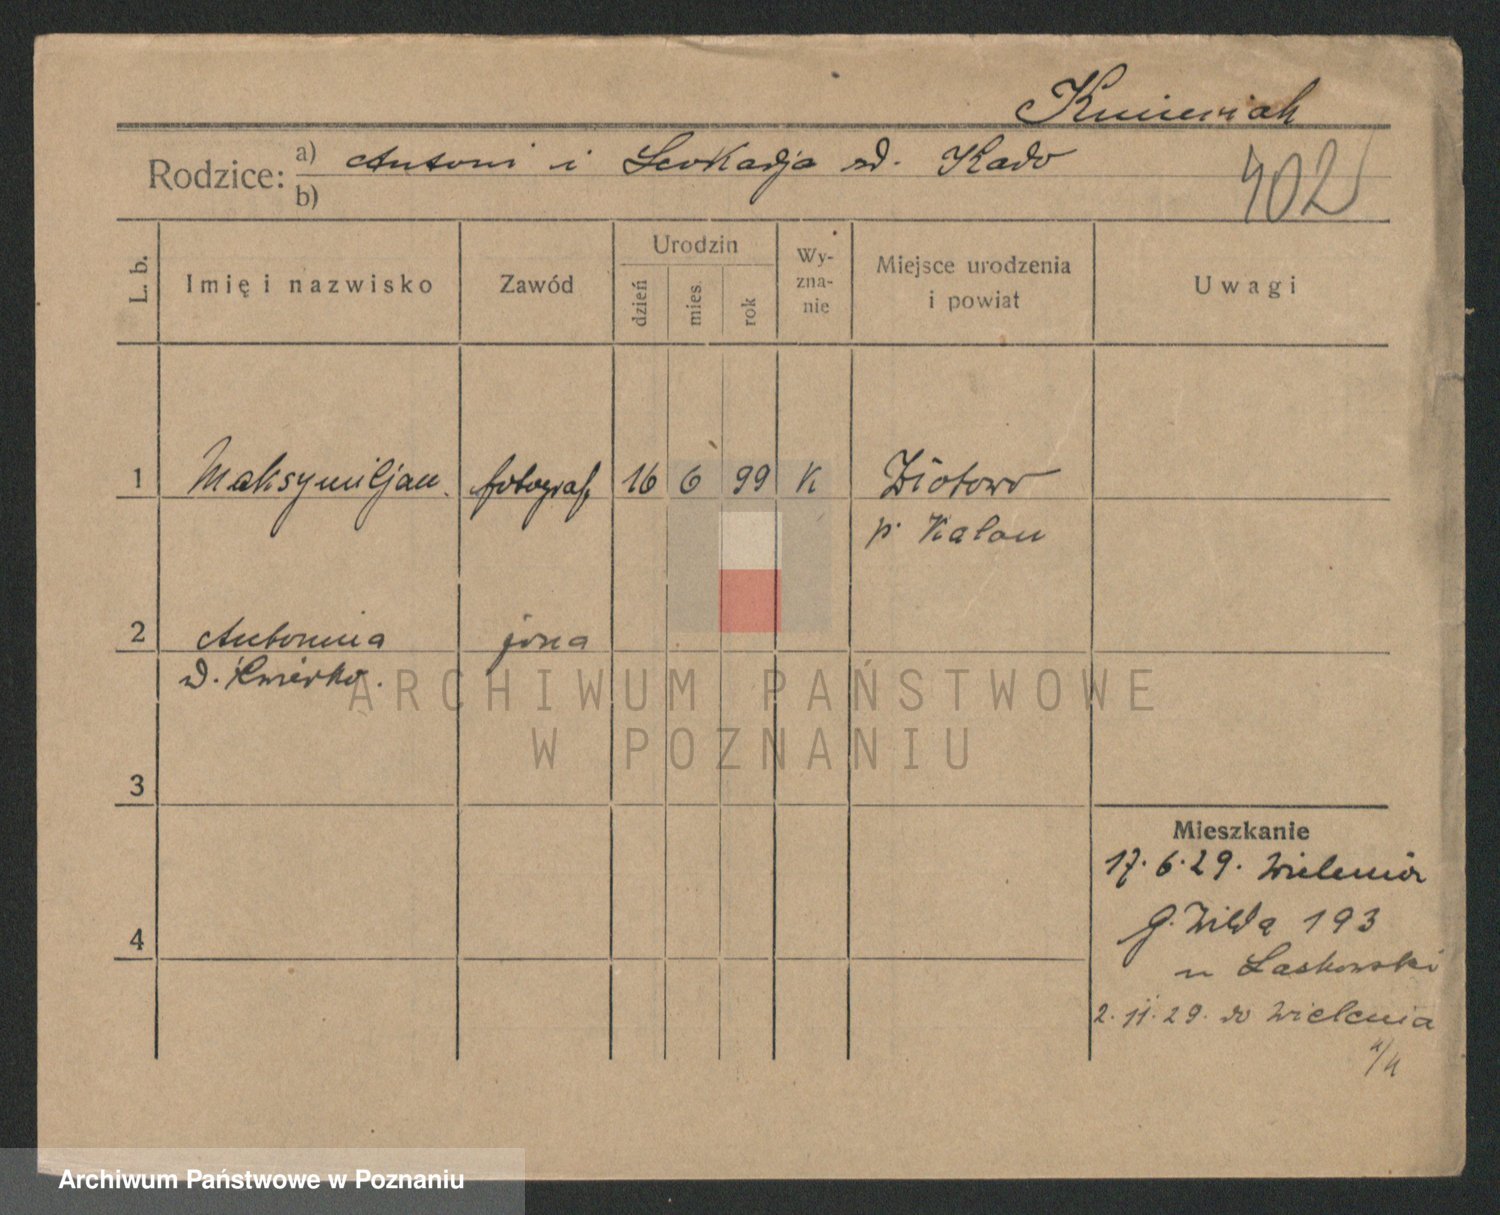 Kmieciak
Rodzice: a) Antoni i Leokadja zd. Kado
b)
402
L. b.
Imię i nazwisko
Zawód
Urodzin
dzień
mies.
rok
Wy-
zna-
nie
Miejsce urodzenia
i powiat
Uwagi
1 Maksymiljan fotograf 16 6 99 K Złotowo
p. Kalau
2 Antonina żona
3
4
Mieszkanie
17.6.29. Wielenia
G. Wilda 193
u Laskowski
2.11.29. do Wielenia
ARCHIWUM PAŃSTWOWE
W POZNANIU
Archiwum Państwowe w Poznaniu